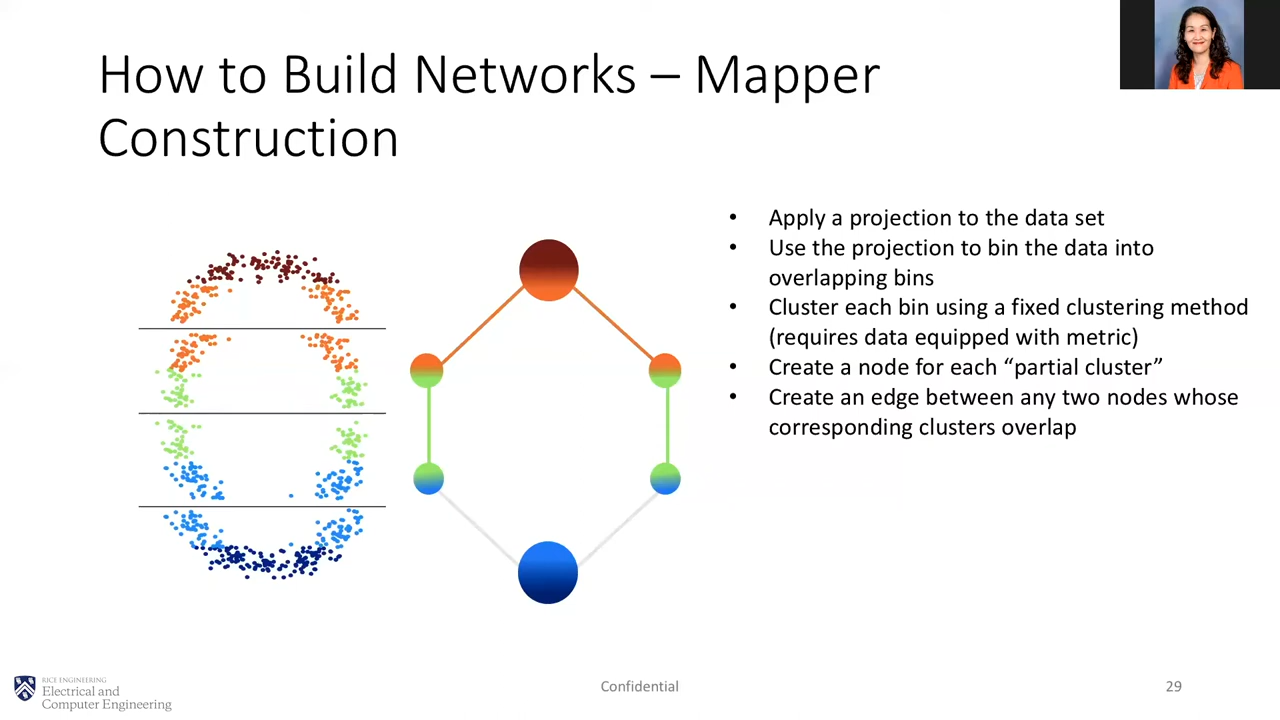 How to Build Networks – Mapper
Construction
• Apply a projection to the data set
• Use the projection to bin the data into
overlapping bins
• Cluster each bin using a fixed clustering method
(requires data equipped with metric)
• Create a node for each “partial cluster”
• Create an edge between any two nodes whose
corresponding clusters overlap
RICE ENGINEERING
Electrical and
Computer Engineering
Confidential
29